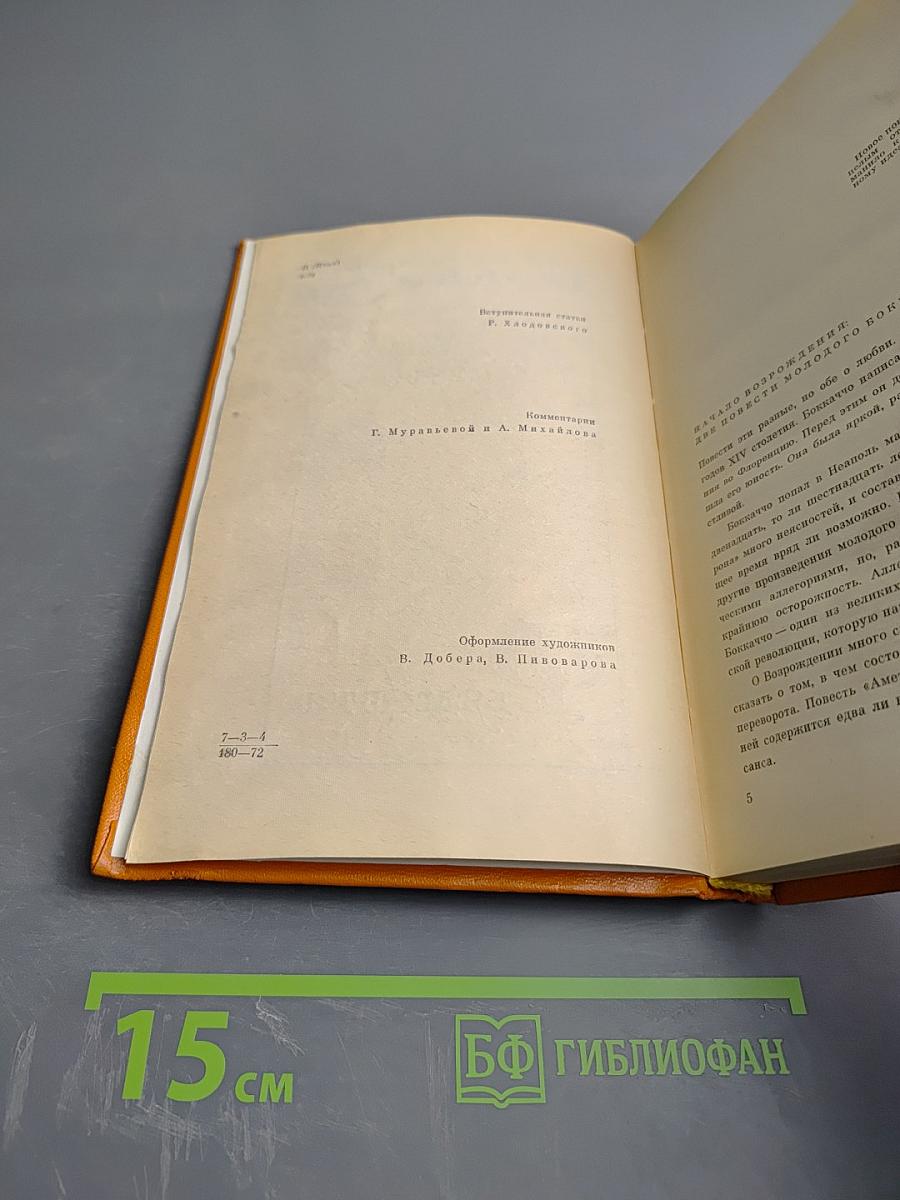 Вступительная статья
Р. Хлодовского
Комментарии
Г. Муравьевой и А. Михайлова
Оформление художников
В. Добера, В. Пивоварова
7—3—4
180—72
Новое
НАЧАЛО ВОЗРОЖДЕНИЯ:
ДВЕ ПОВЕСТИ МОЛОДОГО
Повести эти разные, но обе о любви.
годов XIV столетия. Боккаччо написа
ния во Флоренцию. Перед этим он
шла его юность. Она была яркой,
стливой.
Боккаччо попал в Неаполь
двенадцать, то ли шестнадцать
рона» много неясностей, и состав
щее время вряд ли возможно.
другие произведения молодого
ческими аллегориями, но,
крайнюю осторожность.
Боккаччо — один из великих
ской революции, которую
О Возрождении много
сказать о том, в чем
переворота. Повесть «Амет
ней содержится едва ли
санса.
5
15 см
БФ ГИБЛИОФАН